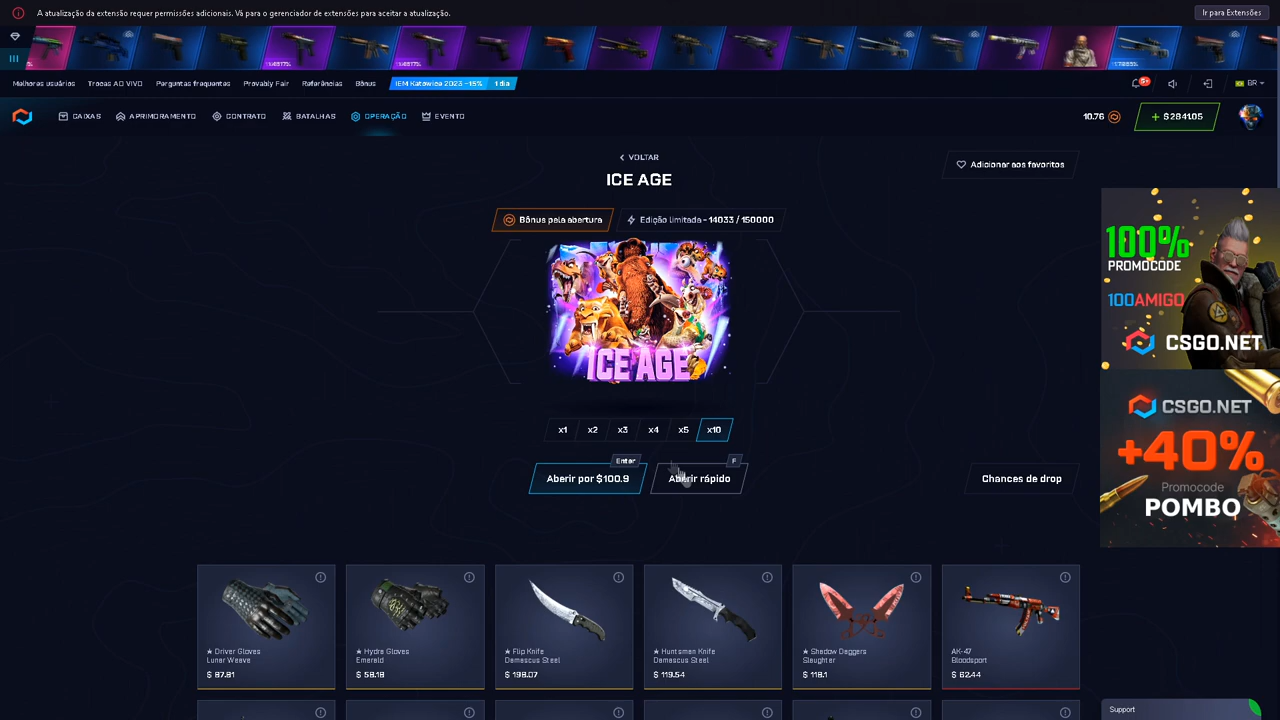 A atualização da extensão requer permissões adicionais. Vá para o gerenciador de extensões para aceitar a atualização.
Ir para Extensões
Melhores usuários
Trocas AO VIVO
Perguntas frequentes
Provably Fair
Referências
Bônus
IEM Katowice 2023 -15%
1 dia
5+
BR
CAIXAS
APRIMORAMENTO
CONTRATO
BATALHAS
OPERAÇÃO
EVENTO
10.76
+ $2841.05
VOLTAR
ICE AGE
Adicionar aos favoritos
Bônus pela abertura
Edição limitada - 14033 / 150000
ICE AGE
100%
PROMOCODE
100AMIGO
CSGO.NET
CSGO.NET
+40%
Promocode
POMBO
x1
x2
x3
x4
x5
x10
Enter
Aberir por $100.9
F
Aberir rápido
Chances de drop
★ Driver Gloves
Lunar Weave
$ 87.81
★ Hydra Gloves
Emerald
$ 58.18
★ Flip Knife
Damascus Steel
$ 198.07
★ Huntsman Knife
Damascus Steel
$ 119.54
★ Shadow Daggers
Slaughter
$ 118.1
AK-47
Bloodsport
$ 62.44
Support